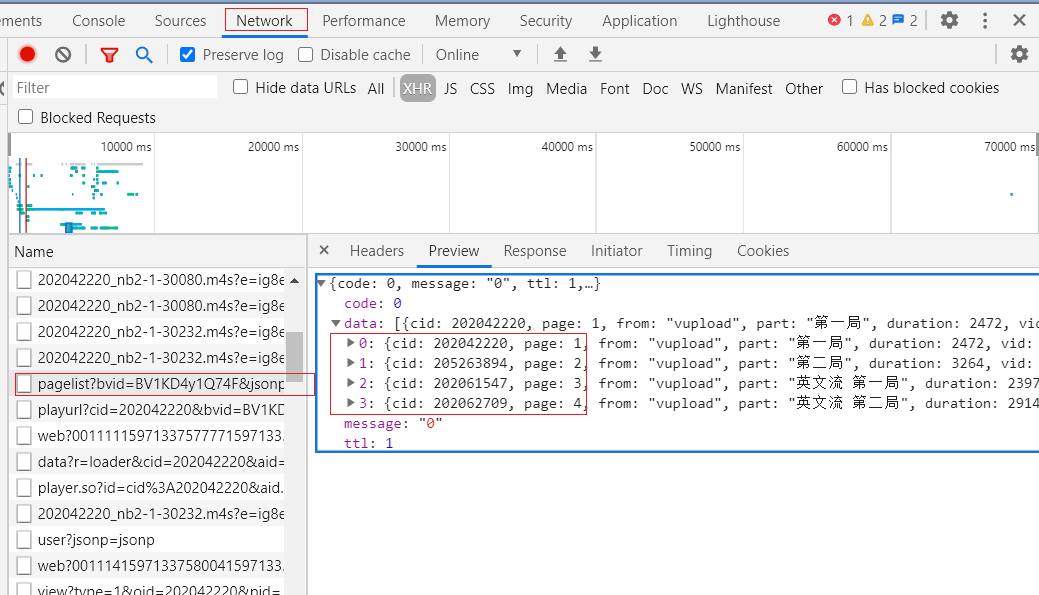 ements Console Sources Network Performance Memory Security Application Lighthouse 1 2 2
Preserve log Disable cache Online
Filter Hide data URLs All XHR JS CSS Img Media Font Doc WS Manifest Other Has blocked cookies
Blocked Requests
10000 ms 20000 ms 30000 ms 40000 ms 50000 ms 60000 ms 70000 ms
Name
202042220_nb2-1-30080.m4s?e=ig8e
202042220_nb2-1-30080.m4s?e=ig8e
202042220_nb2-1-30232.m4s?e=ig8e
202042220_nb2-1-30232.m4s?e=ig8e
pagelist?bvid=BV1KD4y1Q74F&jsonp
playurl?cid=202042220&bvid=BV1KD
web?001111159713375777715971​33.
data?r=loader&cid=202042220&aid=
player.so?id=cid%3A202042220&aid.
202042220_nb2-1-30232.m4s?e=ig8e
user?jsonp=jsonp
web?0011141597133758004159713​3.
view?type=1&oid=202042220&pid=
Headers Preview Response Initiator Timing Cookies
{code: 0, message: "0", ttl: 1,…}
code: 0
data: [{cid: 202042220, page: 1, from: "vupload", part: "第一局", duration: 2472, vid
0: {cid: 202042220, page: 1, from: "vupload", part: "第一局", duration: 2472, vid:
1: {cid: 205263894, page: 2, from: "vupload", part: "第二局", duration: 3264, vid:
2: {cid: 202061547, page: 3, from: "vupload", part: "英文流 第一局", duration: 2397
3: {cid: 202062709, page: 4, from: "vupload", part: "英文流 第二局", duration: 2914
message: "0"
ttl: 1